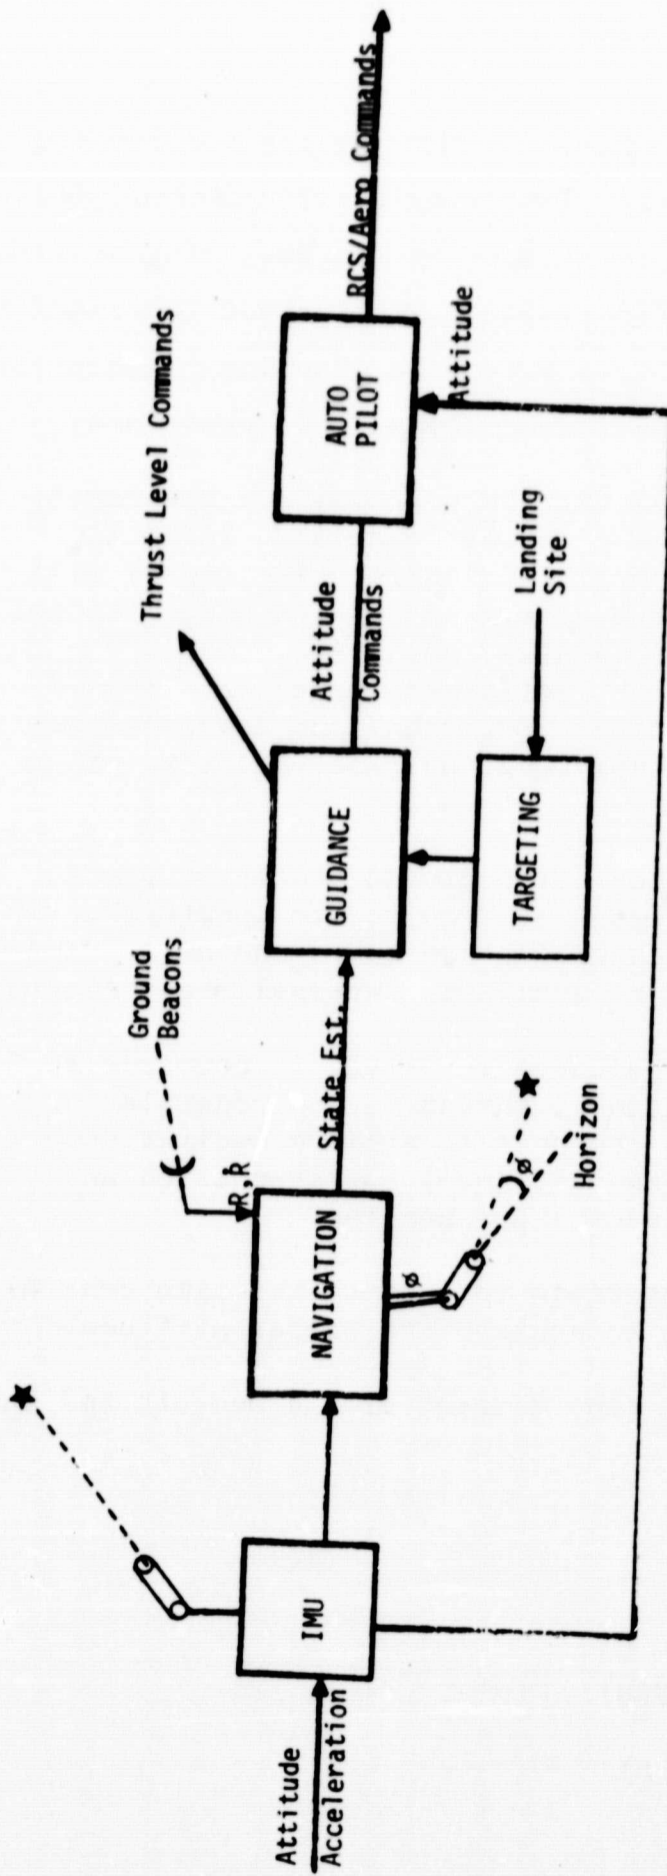 Attitude
Acceleration
IMU
NAVIGATION
R, Ṙ
Ground
Beacons
ø
ø
Horizon
State Est.
GUIDANCE
Thrust Level Commands
TARGETING
Landing
Site
Attitude
Commands
AUTO
PILOT
Attitude
RCS/Aero Commands